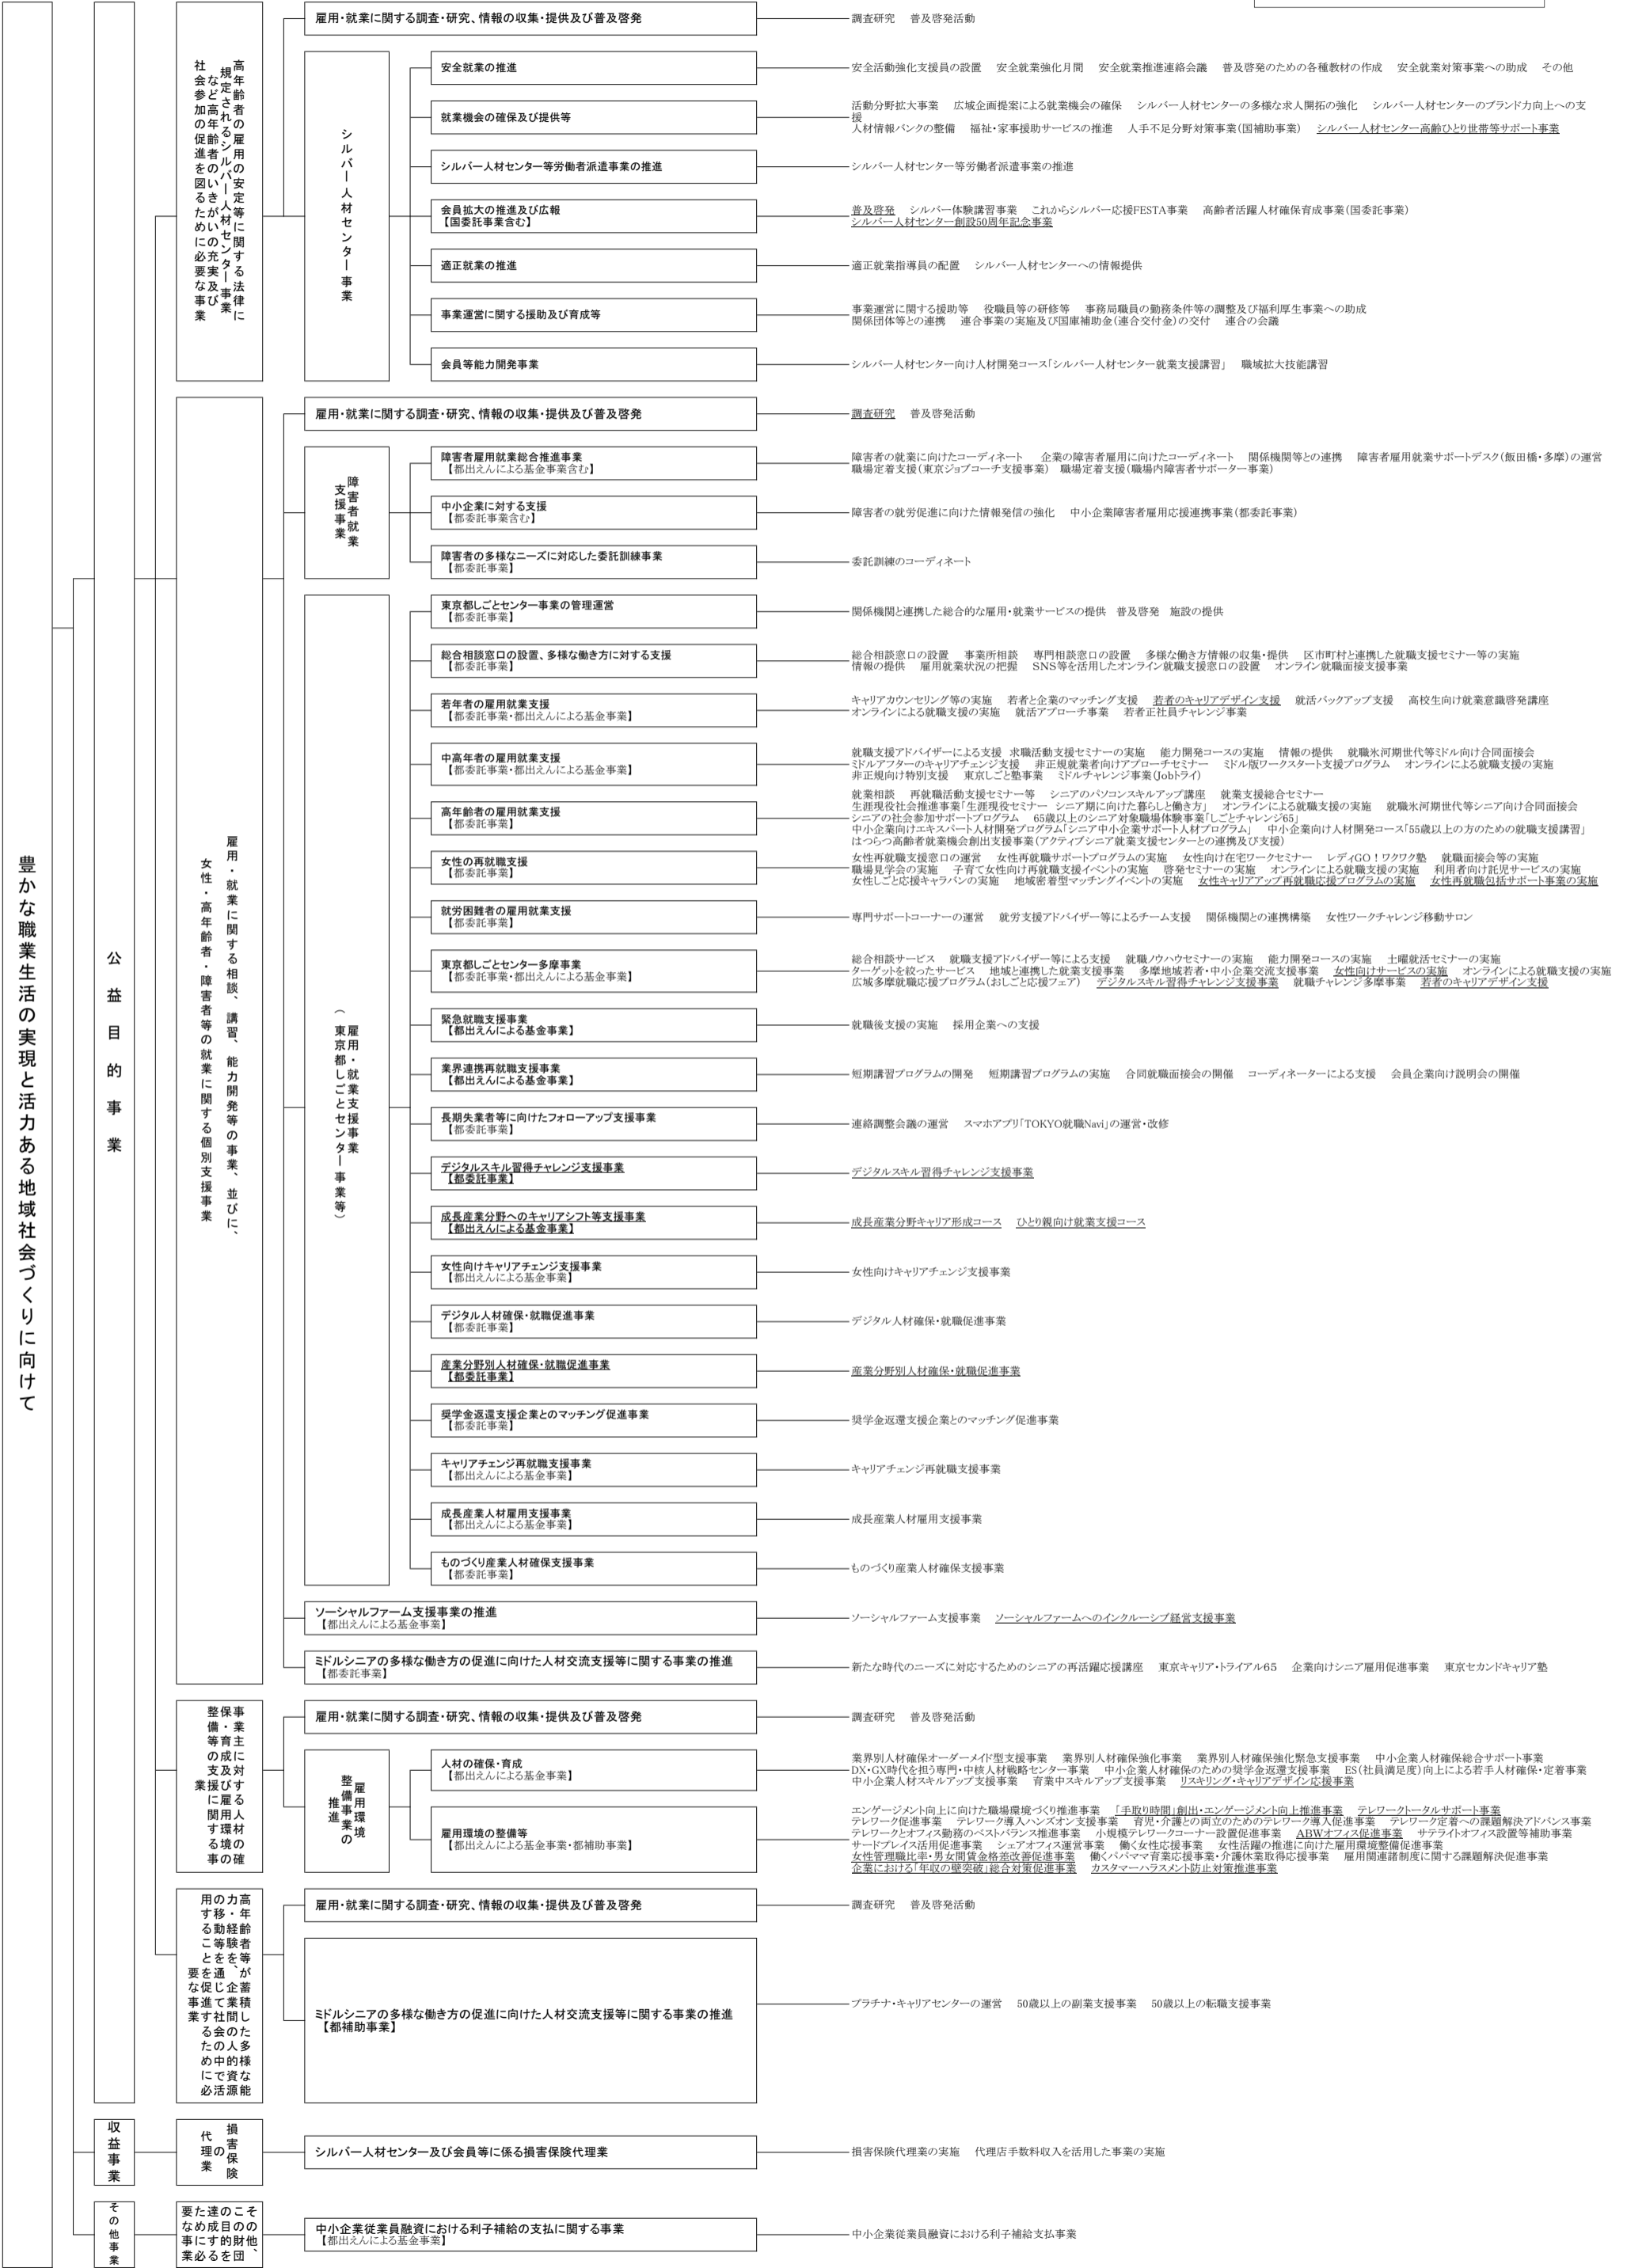 豊かな職業生活の実現と活力ある地域社会づくりに向けて
公益目的事業
高年齢者の雇用の安定等に関する法律に
規定されるシルバー人材センター事業
など高年齢者のいきがいの充実及び
社会参加の促進を図るために必要な事業
雇用・就業に関する調査・研究、情報の収集・提供及び普及啓発
調査研究　普及啓発活動
シルバー人材センター事業
安全就業の推進
安全活動強化支援員の設置　安全就業強化月間　安全就業推進連絡会議　普及啓発のための各種教材の作成　安全就業対策事業への助成　その他
就業機会の確保及び提供等
活動分野拡大事業　広域企画提案による就業機会の確保　シルバー人材センターの多様な求人開拓の強化　シルバー人材センターのブランド力向上への支
援
人材情報バンクの整備　福祉・家事援助サービスの推進　人手不足分野対策事業（国補助事業）　シルバー人材センター高齢ひとり世帯等サポート事業
シルバー人材センター等労働者派遣事業の推進
シルバー人材センター等労働者派遣事業の推進
会員拡大の推進及び広報
【国委託事業含む】
普及啓発　シルバー体験講習事業　これからシルバー応援FESTA事業　高齢者活躍人材確保育成事業（国委託事業）
シルバー人材センター創設50周年記念事業
適正就業の推進
適正就業指導員の配置　シルバー人材センターへの情報提供
事業運営に関する援助及び育成等
事業運営に関する援助等　役職員等の研修等　事務局職員の勤務条件等の調整及び福利厚生事業への助成
関係団体等との連携　連合事業の実施及び国庫補助金（連合交付金）の交付　連合の会議
会員等能力開発事業
シルバー人材センター向け人材開発コース「シルバー人材センター就業支援講習」　職域拡大技能講習
雇用・就業に関する相談、講習、能力開発等の事業、並びに、
女性・高年齢者・障害者等の就業に関する個別支援事業
雇用・就業に関する調査・研究、情報の収集・提供及び普及啓発
調査研究　普及啓発活動
障害者就業
支援事業
障害者雇用就業総合推進事業
【都出えんによる基金事業含む】
障害者の就業に向けたコーディネート　企業の障害者雇用に向けたコーディネート　関係機関等との連携　障害者雇用就業サポートデスク（飯田橋・多摩）の運営
職場定着支援（東京ジョブコーチ支援事業）　職場定着支援（職場内障害者サポーター事業）
中小企業に対する支援
【都委託事業含む】
障害者の就労促進に向けた情報発信の強化　中小企業障害者雇用応援連携事業（都委託事業）
障害者の多様なニーズに対応した委託訓練事業
【都委託事業】
委託訓練のコーディネート
雇用・就業支援事業
（東京都しごとセンター事業等）
東京都しごとセンター事業の管理運営
【都委託事業】
関係機関と連携した総合的な雇用・就業サービスの提供　普及啓発　施設の提供
総合相談窓口の設置、多様な働き方に対する支援
【都委託事業】
総合相談窓口の設置　事業所相談　専門相談窓口の設置　多様な働き方情報の収集・提供　区市町村と連携した就職支援セミナー等の実施
情報の提供　雇用就業状況の把握　SNS等を活用したオンライン就職支援窓口の設置　オンライン就職面接支援事業
若年者の雇用就業支援
【都委託事業・都出えんによる基金事業】
キャリアカウンセリング等の実施　若者と企業のマッチング支援　若者のキャリアデザイン支援　就活バックアップ支援　高校生向け就業意識啓発講座
オンラインによる就職支援の実施　就活アプローチ事業　若者正社員チャレンジ事業
中高年者の雇用就業支援
【都委託事業・都出えんによる基金事業】
就職支援アドバイザーによる支援　求職活動支援セミナーの実施　能力開発コースの実施　情報の提供　就職氷河期世代等ミドル向け合同面接会
ミドルアフターのキャリアチェンジ支援　非正規就業者向けアプローチセミナー　ミドル版ワークスタート支援プログラム　オンラインによる就職支援の実施
非正規向け特別支援　東京しごと塾事業　ミドルチャレンジ事業（Jobトライ）
高年齢者の雇用就業支援
【都委託事業】
就業相談　再就職活動支援セミナー等　シニアのパソコンスキルアップ講座　就業支援総合セミナー
生涯現役社会推進事業「生涯現役セミナー　シニア期に向けた暮らしと働き方」　オンラインによる就職支援の実施　就職氷河期世代等シニア向け合同面接会
シニアの社会参加サポートプログラム　65歳以上のシニア対象職場体験事業「しごとチャレンジ65」
中小企業向けエキスパート人材開発プログラム「シニア中小企業サポート人材プログラム」　中小企業向け人材開発コース「55歳以上の方のための就職支援講習」
はつらつ高齢者就業機会創出支援事業（アクティブシニア就業支援センターとの連携及び支援）
女性の再就職支援
【都委託事業】
女性再就職支援窓口の運営　女性再就職サポートプログラムの実施　女性向け在宅ワークセミナー　レディGO！ワクワク塾　就職面接会等の実施
職場見学会の実施　子育て女性向け再就職支援イベントの実施　啓発セミナーの実施　オンラインによる就職支援の実施　利用者向け託児サービスの実施
女性しごと応援キャラバンの実施　地域密着型マッチングイベントの実施　女性キャリアアップ再就職応援プログラムの実施　女性再就職包括サポート事業の実施
就労困難者の雇用就業支援
【都委託事業】
専門サポートコーナーの運営　就労支援アドバイザー等によるチーム支援　関係機関との連携構築　女性ワークチャレンジ移動サロン
東京都しごとセンター多摩事業
【都委託事業・都出えんによる基金事業】
総合相談サービス　就職支援アドバイザー等による支援　就職ノウハウセミナーの実施　能力開発コースの実施　土曜就活セミナーの実施
ターゲットを絞ったサービス　地域と連携した就業支援事業　多摩地域若者・中小企業交流支援事業　女性向けサービスの実施　オンラインによる就職支援の実施
広域多摩就職応援プログラム（おしごと応援フェア）　デジタルスキル習得チャレンジ支援事業　就職チャレンジ多摩事業　若者のキャリアデザイン支援
緊急就職支援事業
【都出えんによる基金事業】
就職後支援の実施　採用企業への支援
業界連携再就職支援事業
【都出えんによる基金事業】
短期講習プログラムの開発　短期講習プログラムの実施　合同就職面接会の開催　コーディネーターによる支援　会員企業向け説明会の開催
長期失業者等に向けたフォローアップ支援事業
【都委託事業】
連絡調整会議の運営　スマホアプリ「TOKYO就職Navi」の運営・改修
デジタルスキル習得チャレンジ支援事業
【都委託事業】
デジタルスキル習得チャレンジ支援事業
成長産業分野へのキャリアシフト等支援事業
【都出えんによる基金事業】
成長産業分野キャリア形成コース　ひとり親向け就業支援コース
女性向けキャリアチェンジ支援事業
【都出えんによる基金事業】
女性向けキャリアチェンジ支援事業
デジタル人材確保・就職促進事業
【都委託事業】
デジタル人材確保・就職促進事業
産業分野別人材確保・就職促進事業
【都委託事業】
産業分野別人材確保・就職促進事業
奨学金返還支援企業とのマッチング促進事業
【都委託事業】
奨学金返還支援企業とのマッチング促進事業
キャリアチェンジ再就職支援事業
【都出えんによる基金事業】
キャリアチェンジ再就職支援事業
成長産業人材雇用支援事業
【都出えんによる基金事業】
成長産業人材雇用支援事業
ものづくり産業人材確保支援事業
【都委託事業】
ものづくり産業人材確保支援事業
ソーシャルファーム支援事業の推進
【都出えんによる基金事業】
ソーシャルファーム支援事業　ソーシャルファームへのインクルーシブ経営支援事業
ミドルシニアの多様な働き方の促進に向けた人材交流支援等に関する事業の推進
【都委託事業】
新たな時代のニーズに対応するためのシニアの再活躍応援講座　東京キャリア・トライアル65　企業向けシニア雇用促進事業　東京セカンドキャリア塾
事業主に対する人材の確
保・育成及び雇用環境の
整備等の支援に関する事
業
雇用・就業に関する調査・研究、情報の収集・提供及び普及啓発
調査研究　普及啓発活動
雇用環境
整備事業の
推進
人材の確保・育成
【都出えんによる基金事業】
業界別人材確保オーダーメイド型支援事業　業界別人材確保強化事業　業界別人材確保強化緊急支援事業　中小企業人材確保総合サポート事業
DX・GX時代を担う専門・中核人材戦略センター事業　中小企業人材確保のための奨学金返還支援事業　ES（社員満足度）向上による若手人材確保・定着事業
中小企業人材スキルアップ支援事業　育業中スキルアップ支援事業　リスキリング・キャリアデザイン応援事業
雇用環境の整備等
【都出えんによる基金事業・都補助事業】
エンゲージメント向上に向けた職場環境づくり推進事業　「手取り時間」創出・エンゲージメント向上推進事業　テレワークトータルサポート事業
テレワーク促進事業　テレワーク導入ハンズオン支援事業　育児・介護との両立のためのテレワーク導入促進事業　テレワーク定着への課題解決アドバンス事業
テレワークとオフィス勤務のベストバランス推進事業　小規模テレワークコーナー設置促進事業　ABWオフィス促進事業　サテライトオフィス設置等補助事業
サードプレイス活用促進事業　シェアオフィス運営事業　働く女性応援事業　女性活躍の推進に向けた雇用環境整備促進事業
女性管理職比率・男女間賃金格差改善促進事業　働くパパママ育業応援事業・介護休業取得応援事業　雇用関連諸制度に関する課題解決促進事業
企業における「年収の壁突破」総合対策促進事業　カスタマーハラスメント防止対策推進事業
高年齢者等が蓄積した多様な能
力・経験を、企業間の人的資源
の移動等を通じて社会の中で活
用することを促進するために必
要な事業
雇用・就業に関する調査・研究、情報の収集・提供及び普及啓発
調査研究　普及啓発活動
ミドルシニアの多様な働き方の促進に向けた人材交流支援等に関する事業の推進
【都補助事業】
プラチナ・キャリアセンターの運営　50歳以上の副業支援事業　50歳以上の転職支援事業
収益事業
損害保険
の
代理業
シルバー人材センター及び会員等に係る損害保険代理業
損害保険代理業の実施　代理店手数料収入を活用した事業の実施
その他事業
その他、
この財団
の目的を
達成する
ために必
要な事業
中小企業従業員融資における利子補給の支払に関する事業
【都出えんによる基金事業】
中小企業従業員融資における利子補給支払事業